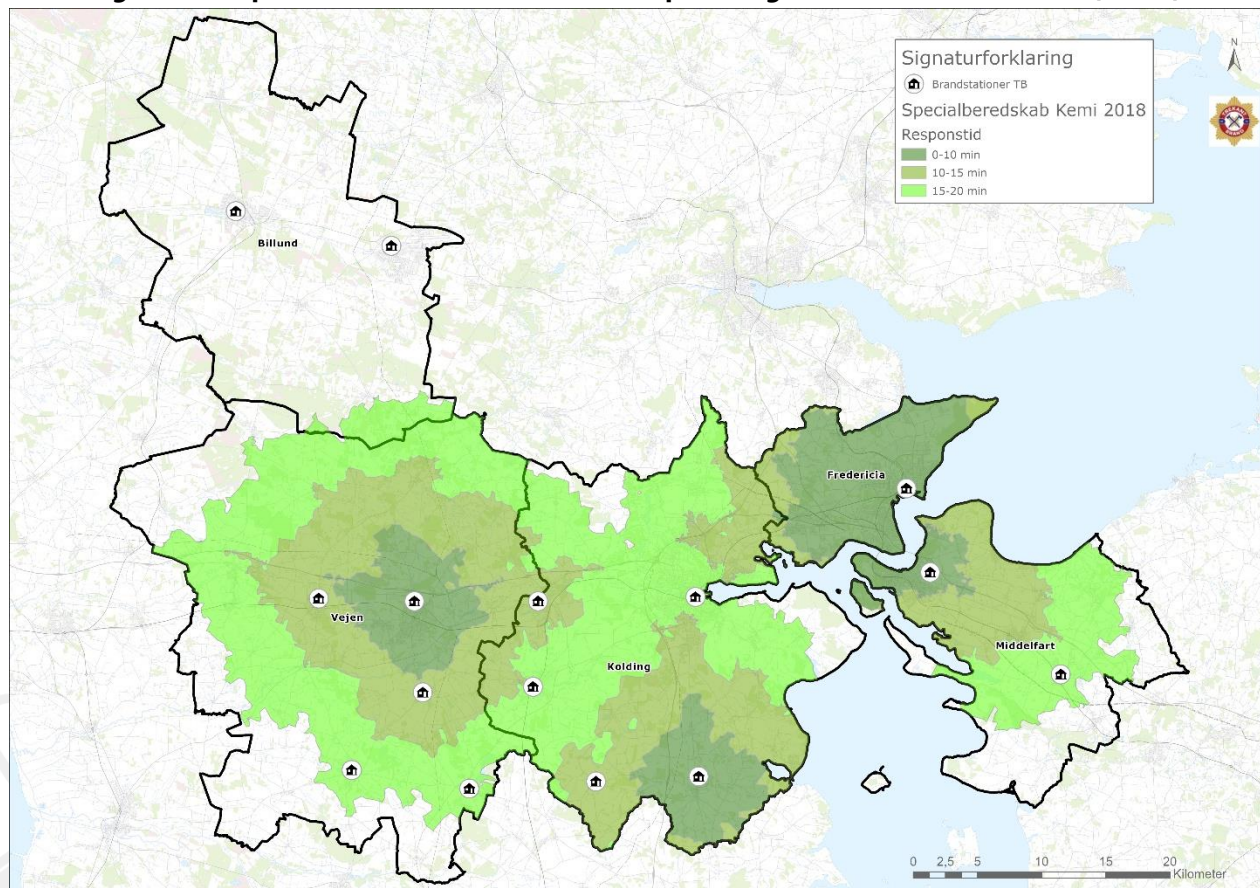 Signaturforklaring
Brandstationer TB
Specialberedskab Kemi 2018
Responstid
0-10 min
10-15 min
15-20 min
N
Billund
Fredericia
Vejen
Kolding
Middelfart
0 2,5 5 10 15 20
Kilometer